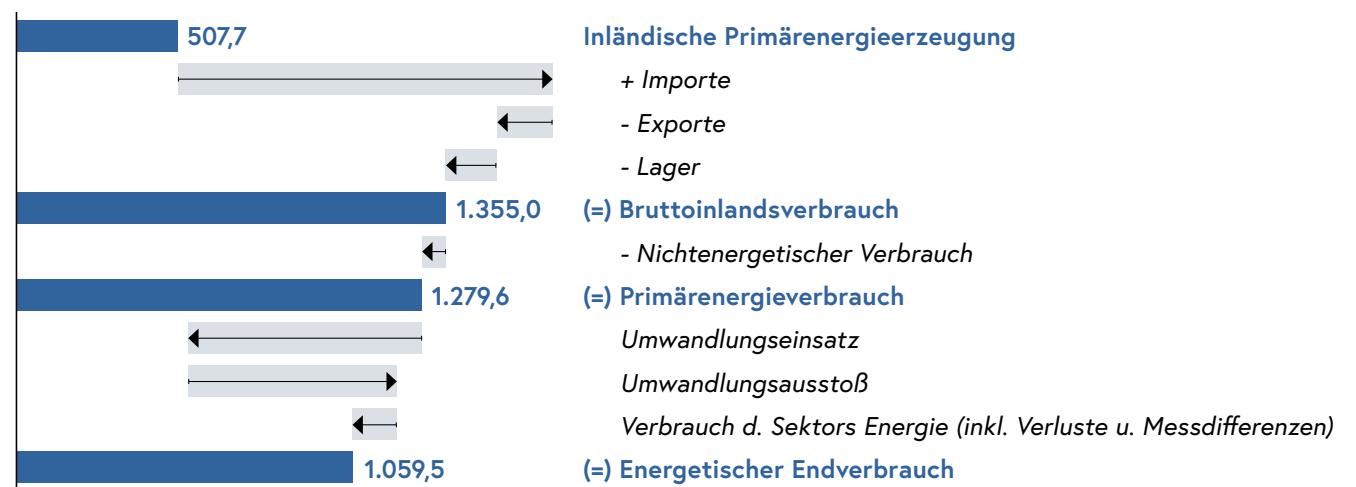 507,7 Inländische Primärenergieerzeugung
+ Importe
- Exporte
- Lager
1.355,0 (=) Bruttoinlandsverbrauch
- Nichtenergetischer Verbrauch
1.279,6 (=) Primärenergieverbrauch
Umwandlungseinsatz
Umwandlungsausstoß
Verbrauch d. Sektors Energie (inkl. Verluste u. Messdifferenzen)
1.059,5 (=) Energetischer Endverbrauch